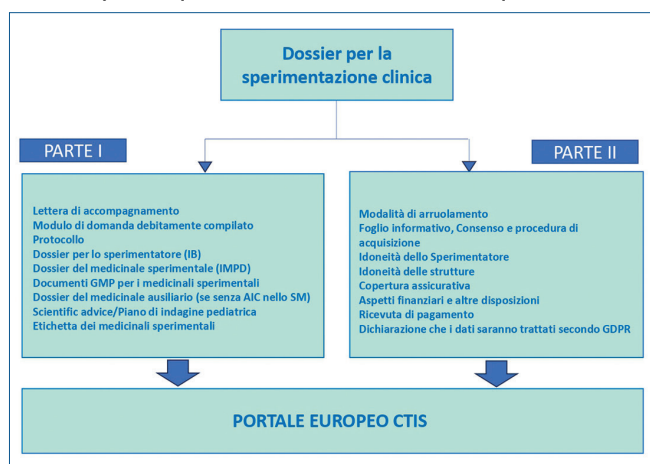 Dossier per la
sperimentazione clinica
PARTE I
PARTE II
Lettera di accompagnamento
Modulo di domanda debitamente compilato
Protocollo
Dossier per lo sperimentatore (IB)
Dossier del medicinale sperimentale (IMPD)
Documenti GMP per i medicinali sperimentali
Dossier del medicinale ausiliario (se senza AIC nello SM)
Scientific advice/Piano di indagine pediatrica
Etichetta dei medicinali sperimentali
Modalità di arruolamento
Foglio informativo, Consenso e procedura di
acquisizione
Idoneità dello Sperimentatore
Idoneità delle strutture
Copertura assicurativa
Aspetti finanziari e altre disposizioni
Ricevuta di pagamento
Dichiarazione che i dati saranno trattati secondo GDPR
PORTALE EUROPEO CTIS